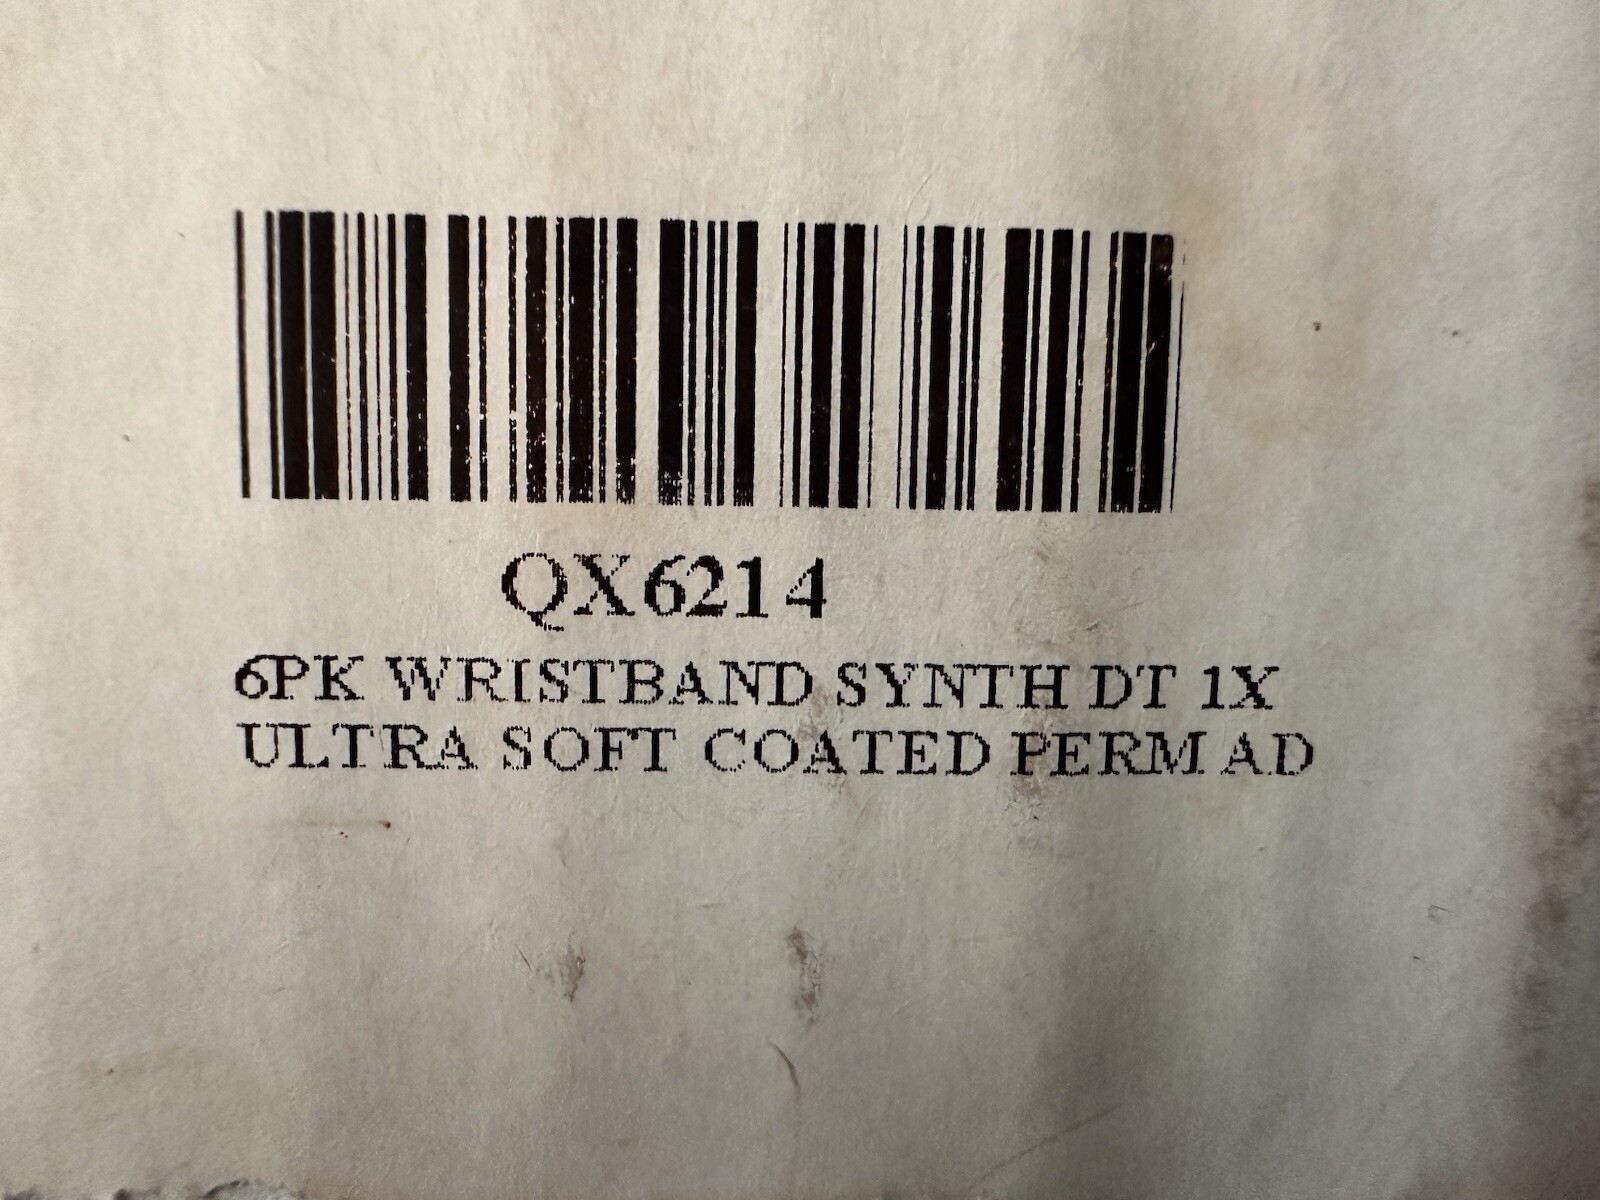 QX6214
6PK WRISTBAND SYNTH DT 1X
ULTRA SOFT COATED PERM AD